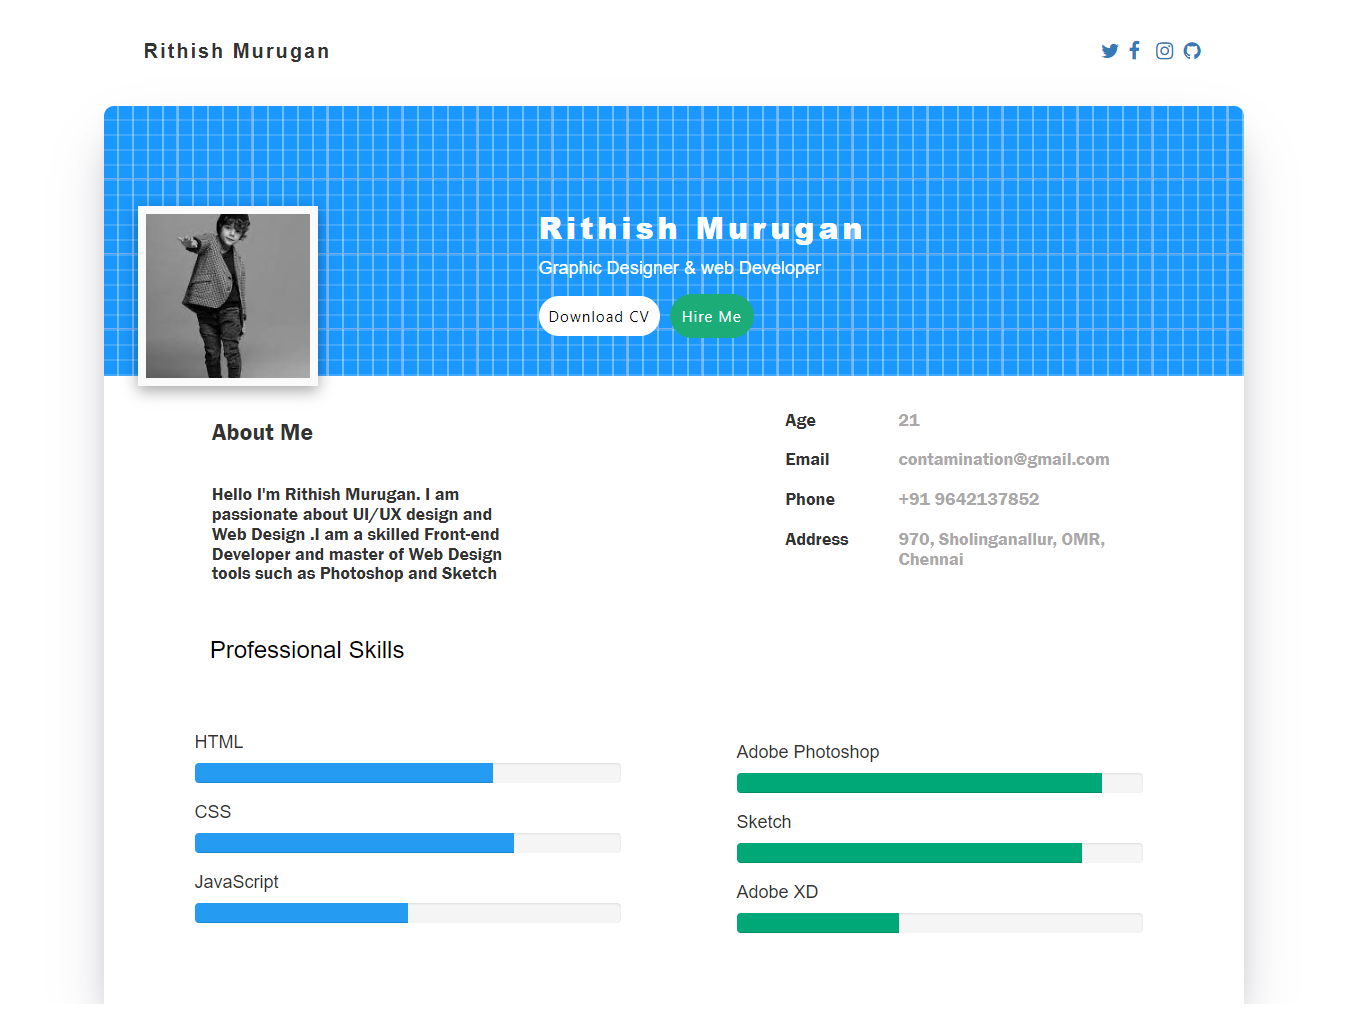 Rithish Murugan
Rithish Murugan
Graphic Designer & web Developer
Download CV
Hire Me
About Me
Hello I'm Rithish Murugan. I am
passionate about UI/UX design and
Web Design .I am a skilled Front-end
Developer and master of Web Design
tools such as Photoshop and Sketch
Age 21
Email contamination@gmail.com
Phone +91 9642137852
Address 970, Sholinganallur, OMR,
Chennai
Professional Skills
HTML
CSS
JavaScript
Adobe Photoshop
Sketch
Adobe XD